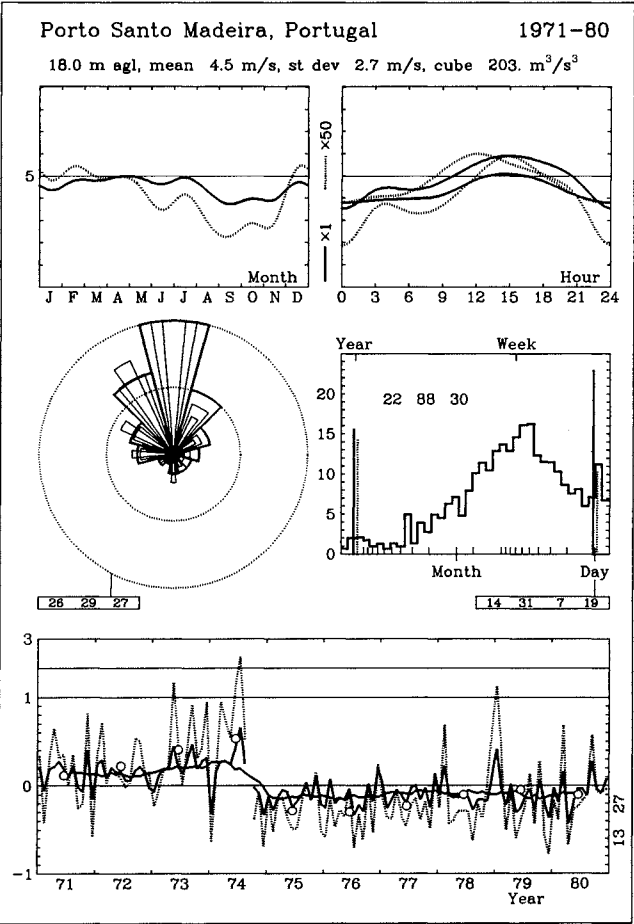 Porto Santo Madeira, Portugal 1971-80
18.0 m agl, mean 4.5 m/s, st dev 2.7 m/s, cube 203. m³/s³
5
×1 ×50
Month
J F M A M J J A S O N D
Hour
0 3 6 9 12 15 18 21 24
Year Week
20
15
10
5
0
22 88 30
Month Day
26 29 27
14 31 7 19
3
1
0
-1
13 27
71 72 73 74 75 76 77 78 79 80
Year